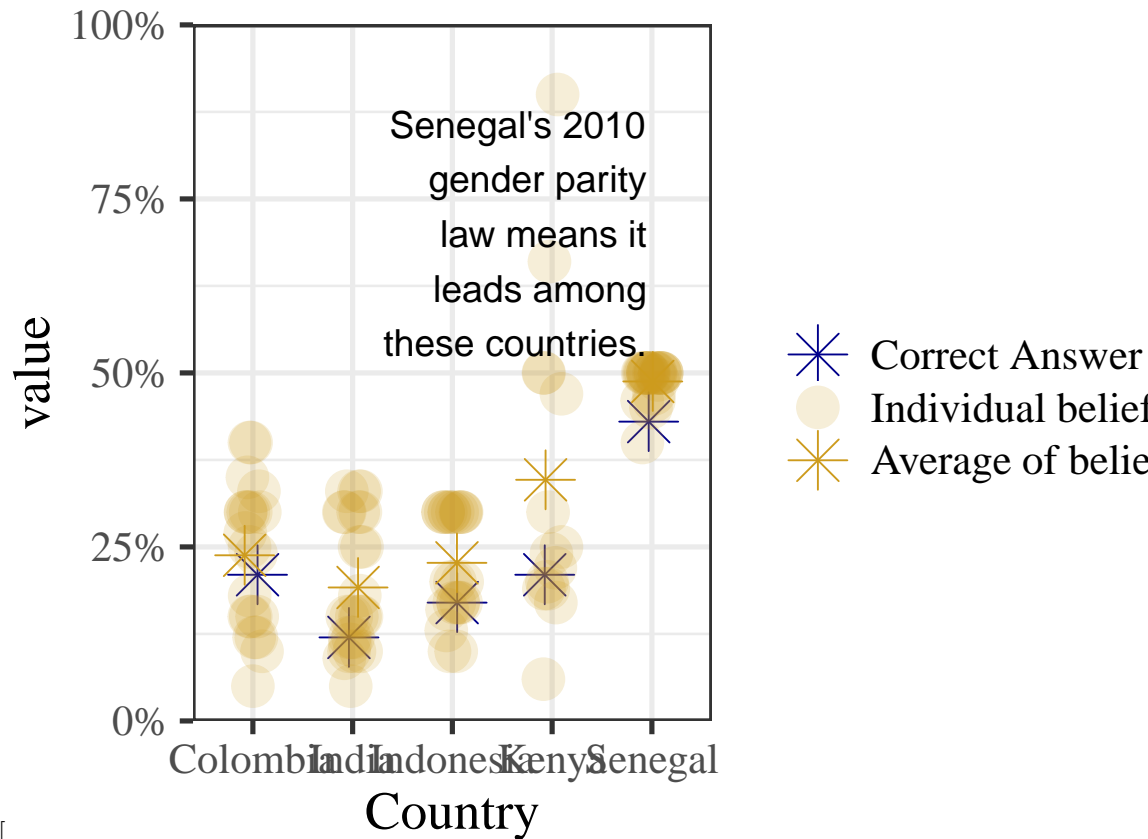 100%
75%
50%
25%
0%
value
Senegal's 2010
gender parity
law means it
leads among
these countries.
Colombia India Indonesia Kenya Senegal
Country
Correct Answer
Individual belief
Average of belie
[